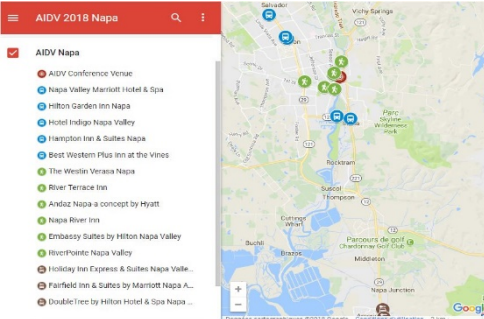 AIDV 2018 Napa
AIDV Napa
AIDV Conference Venue
Napa Valley Marriott Hotel & Spa
Hilton Garden Inn Napa
Hotel Indigo Napa Valley
Hampton Inn & Suites Napa
Best Western Plus Inn at the Vines
The Westin Verasa Napa
River Terrace Inn
Andaz Napa-a concept by Hyatt
Napa River Inn
Embassy Suites by Hilton Napa Valley
RiverPointe Napa Valley
Holiday Inn Express & Suites Napa Valle...
Fairfield Inn & Suites by Marriott Napa A...
DoubleTree by Hilton Hotel & Spa Napa ...
Salvador
Vichy Springs
Parc
Skyline
Wilderness
Park
Rocktram
Suscol
Thompson
Cuttings
Wharf
Buchli
Brazos
Parcours de golf
Chardonnay Golf Club
Middleton
Napa Junction
+
−
Google